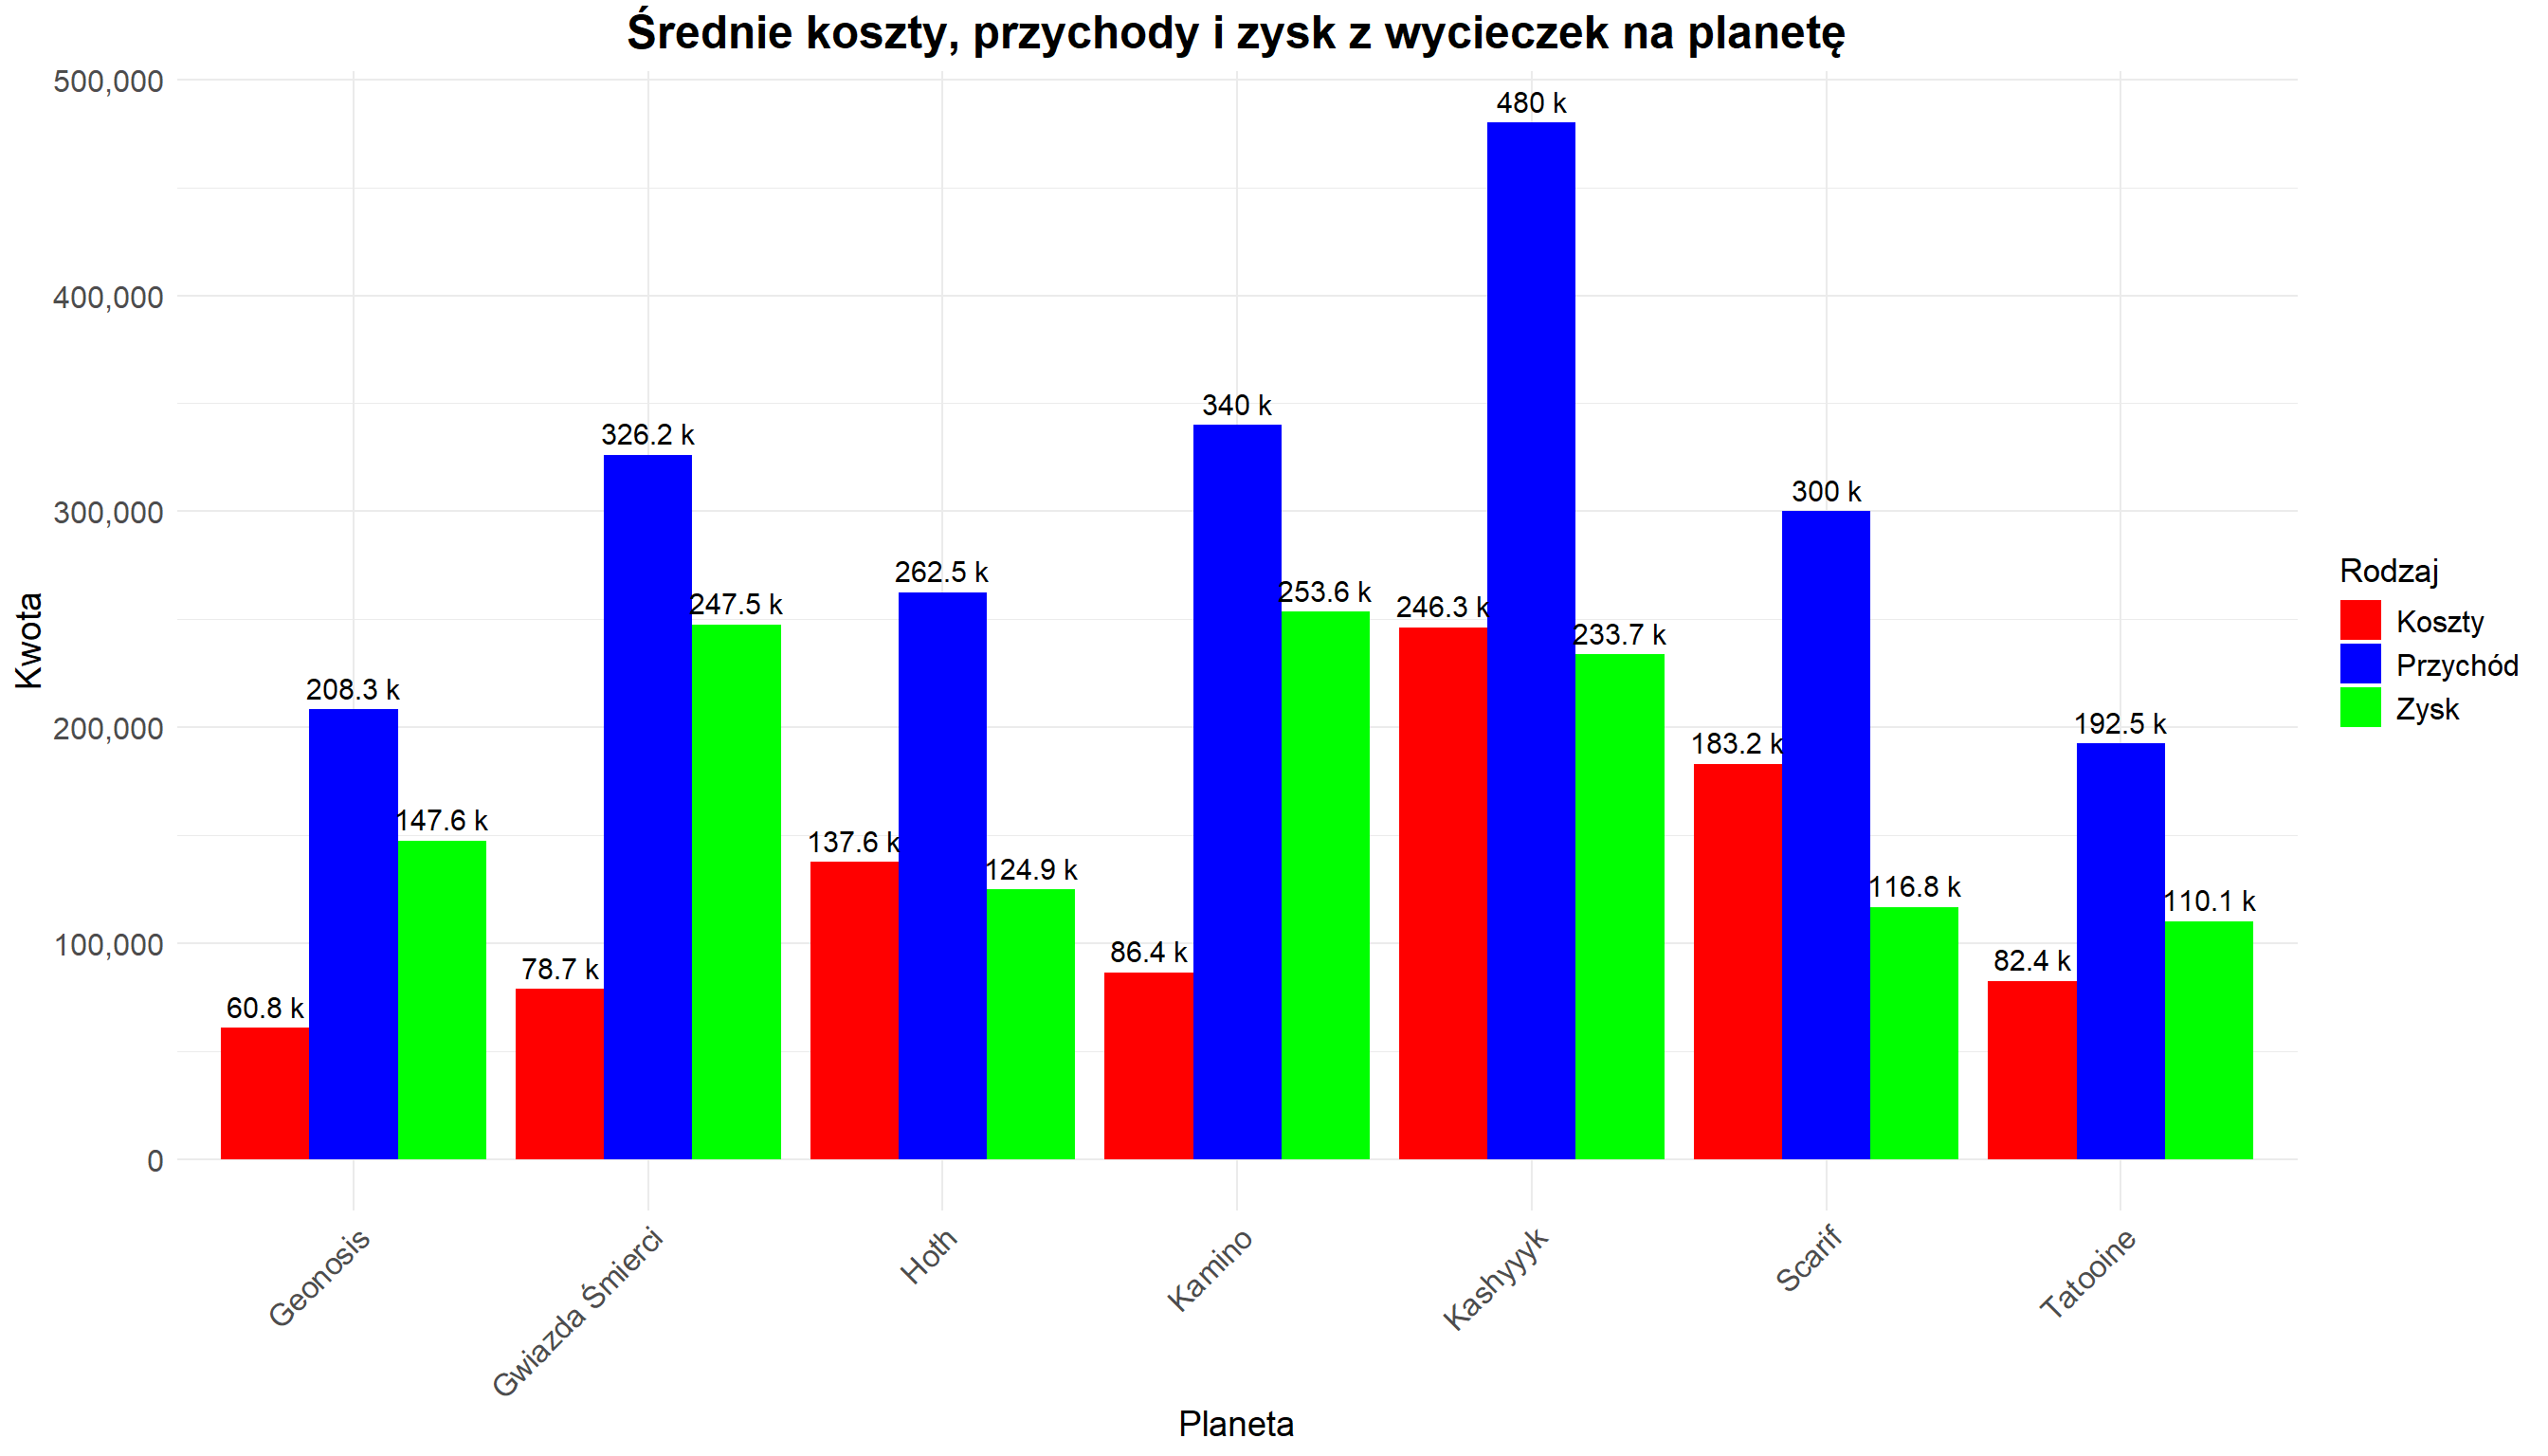 Średnie koszty, przychody i zysk z wycieczek na planetę
Kwota
500,000
400,000
300,000
200,000
100,000
0
60.8 k
208.3 k
147.6 k
78.7 k
326.2 k
247.5 k
137.6 k
262.5 k
124.9 k
86.4 k
340 k
253.6 k
246.3 k
480 k
233.7 k
183.2 k
300 k
116.8 k
82.4 k
192.5 k
110.1 k
Geonosis
Gwiazda Śmierci
Hoth
Kamino
Kashyyyk
Scarif
Tatooine
Planeta
Rodzaj
Koszty
Przychód
Zysk